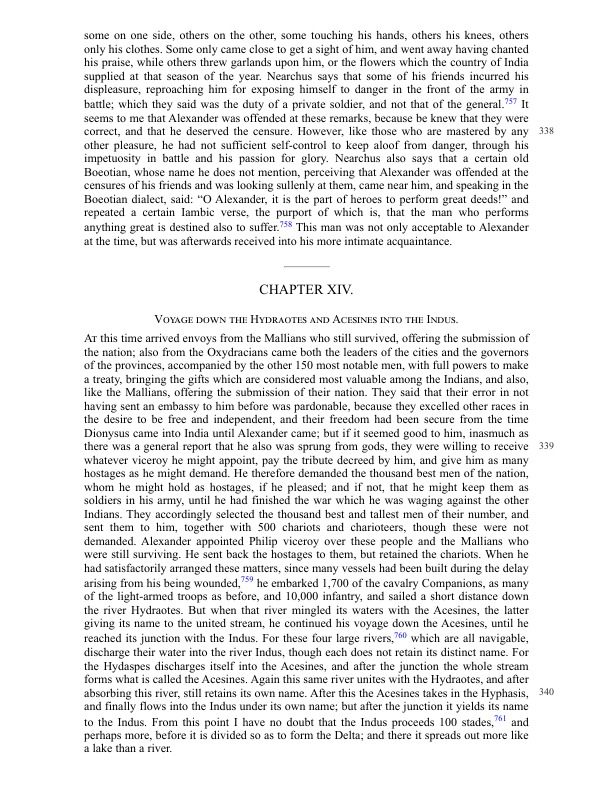 some on one side, others on the other, some touching his hands, others his knees, others
only his clothes. Some only came close to get a sight of him, and went away having chanted
his praise, while others threw garlands upon him, or the flowers which the country of India
supplied at that season of the year. Nearchus says that some of his friends incurred his
displeasure, reproaching him for exposing himself to danger in the front of the army in
battle; which they said was the duty of a private soldier, and not that of the general.757 It
seems to me that Alexander was offended at these remarks, because be knew that they were
correct, and that he deserved the censure. However, like those who are mastered by any 338
other pleasure, he had not sufficient self-control to keep aloof from danger, through his
impetuosity in battle and his passion for glory. Nearchus also says that a certain old
Boeotian, whose name he does not mention, perceiving that Alexander was offended at the
censures of his friends and was looking sullenly at them, came near him, and speaking in the
Boeotian dialect, said: “O Alexander, it is the part of heroes to perform great deeds!” and
repeated a certain Iambic verse, the purport of which is, that the man who performs
anything great is destined also to suffer.758 This man was not only acceptable to Alexander
at the time, but was afterwards received into his more intimate acquaintance.
CHAPTER XIV.
Voyage down the Hydraotes and Acesines into the Indus.
At this time arrived envoys from the Mallians who still survived, offering the submission of
the nation; also from the Oxydracians came both the leaders of the cities and the governors
of the provinces, accompanied by the other 150 most notable men, with full powers to make
a treaty, bringing the gifts which are considered most valuable among the Indians, and also,
like the Mallians, offering the submission of their nation. They said that their error in not
having sent an embassy to him before was pardonable, because they excelled other races in
the desire to be free and independent, and their freedom had been secure from the time
Dionysus came into India until Alexander came; but if it seemed good to him, inasmuch as
there was a general report that he also was sprung from gods, they were willing to receive 339
whatever viceroy he might appoint, pay the tribute decreed by him, and give him as many
hostages as he might demand. He therefore demanded the thousand best men of the nation,
whom he might hold as hostages, if he pleased; and if not, that he might keep them as
soldiers in his army, until he had finished the war which he was waging against the other
Indians. They accordingly selected the thousand best and tallest men of their number, and
sent them to him, together with 500 chariots and charioteers, though these were not
demanded. Alexander appointed Philip viceroy over these people and the Mallians who
were still surviving. He sent back the hostages to them, but retained the chariots. When he
had satisfactorily arranged these matters, since many vessels had been built during the delay
arising from his being wounded,759 he embarked 1,700 of the cavalry Companions, as many
of the light-armed troops as before, and 10,000 infantry, and sailed a short distance down
the river Hydraotes. But when that river mingled its waters with the Acesines, the latter
giving its name to the united stream, he continued his voyage down the Acesines, until he
reached its junction with the Indus. For these four large rivers,760 which are all navigable,
discharge their water into the river Indus, though each does not retain its distinct name. For
the Hydaspes discharges itself into the Acesines, and after the junction the whole stream
forms what is called the Acesines. Again this same river unites with the Hydraotes, and after
absorbing this river, still retains its own name. After this the Acesines takes in the Hyphasis, 340
and finally flows into the Indus under its own name; but after the junction it yields its name
to the Indus. From this point I have no doubt that the Indus proceeds 100 stades,761 and
perhaps more, before it is divided so as to form the Delta; and there it spreads out more like
a lake than a river.